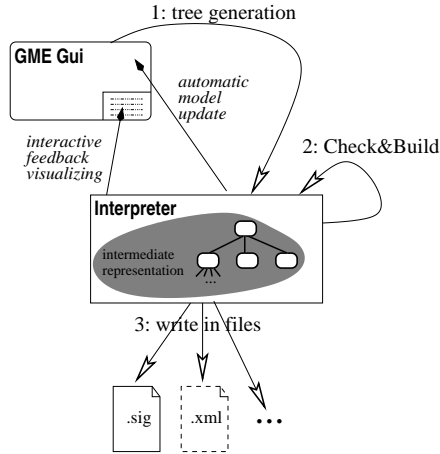 1: tree generation
GME Gui
automatic
model
update
interactive
feedback
visualizing
2: Check&Build
Interpreter
intermediate
representation
...
3: write in files
.sig
.xml
...